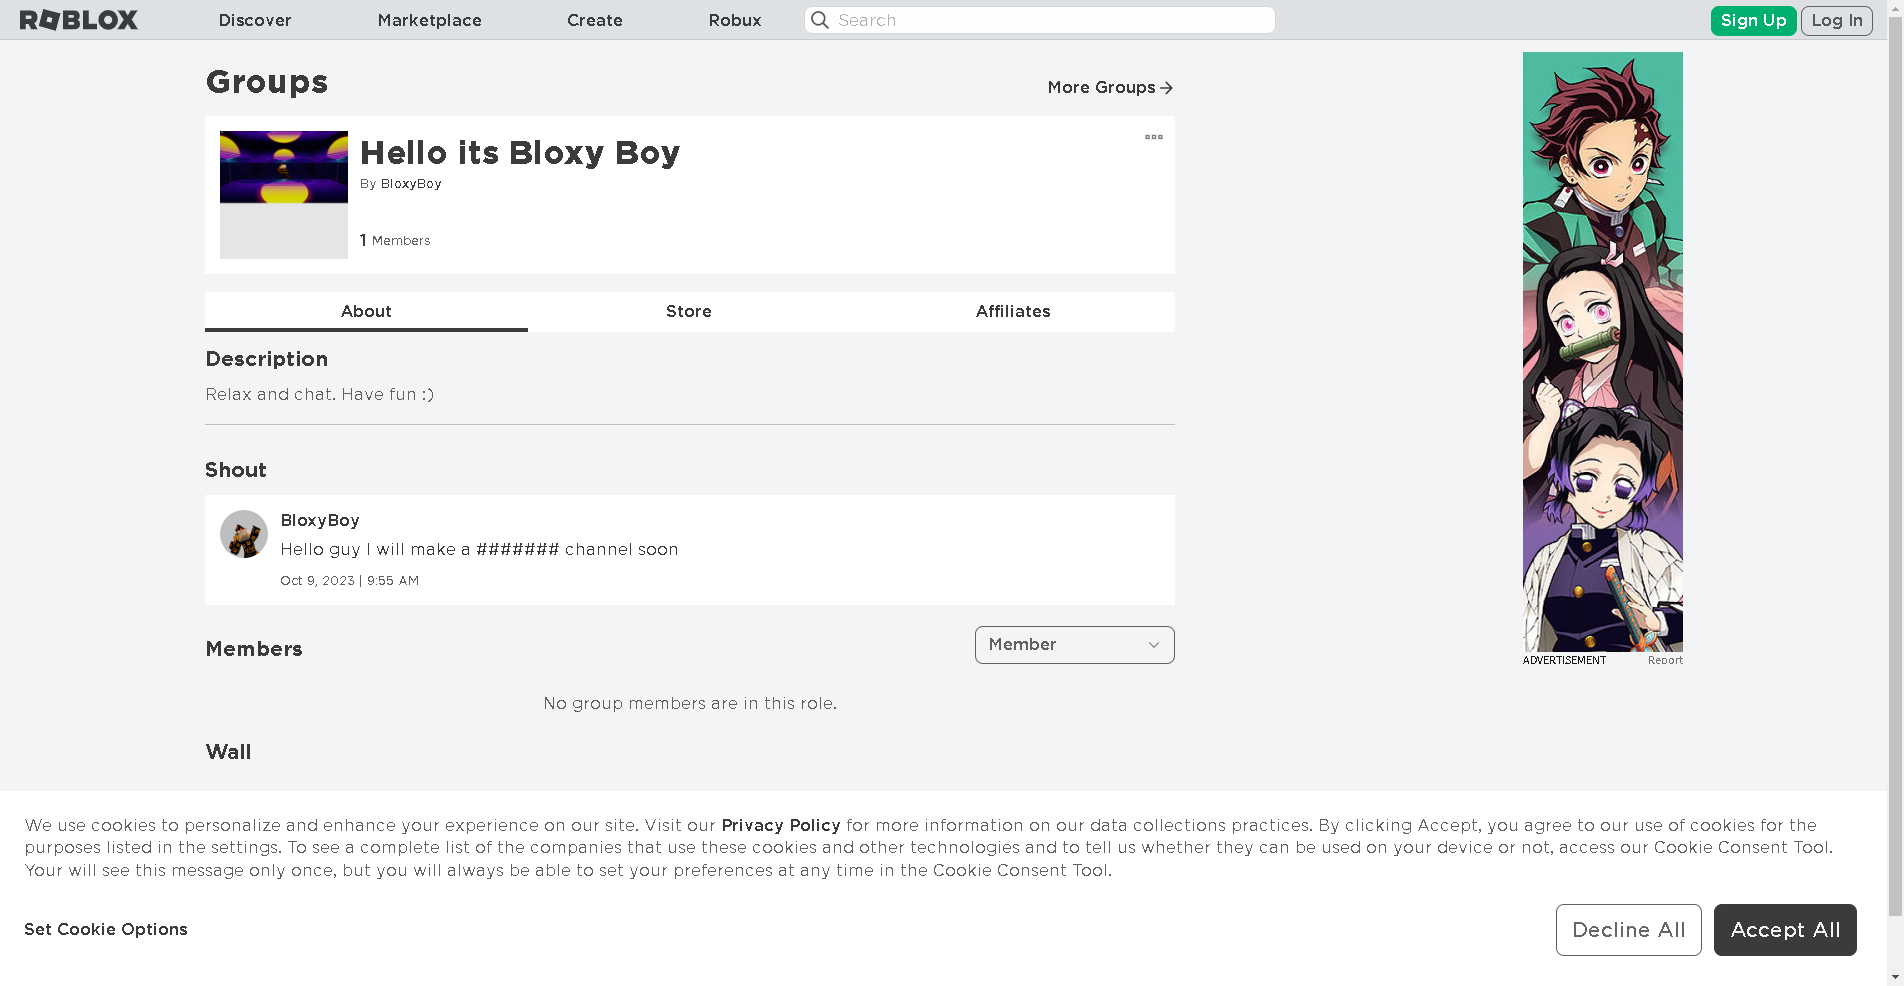 ROBLOX Discover Marketplace Create Robux Search Sign Up Log In
Groups
More Groups
Hello its Bloxy Boy
By BloxyBoy
1 Members
About Store Affiliates
Description
Relax and chat. Have fun :)
Shout
BloxyBoy
Hello guy I will make a ####### channel soon
Oct 9, 2023 | 9:55 AM
Members
Member
No group members are in this role.
Wall
ADVERTISEMENT Report
We use cookies to personalize and enhance your experience on our site. Visit our Privacy Policy for more information on our data collections practices. By clicking Accept, you agree to our use of cookies for the
purposes listed in the settings. To see a complete list of the companies that use these cookies and other technologies and to tell us whether they can be used on your device or not, access our Cookie Consent Tool.
Your will see this message only once, but you will always be able to set your preferences at any time in the Cookie Consent Tool.
Set Cookie Options
Decline All
Accept All